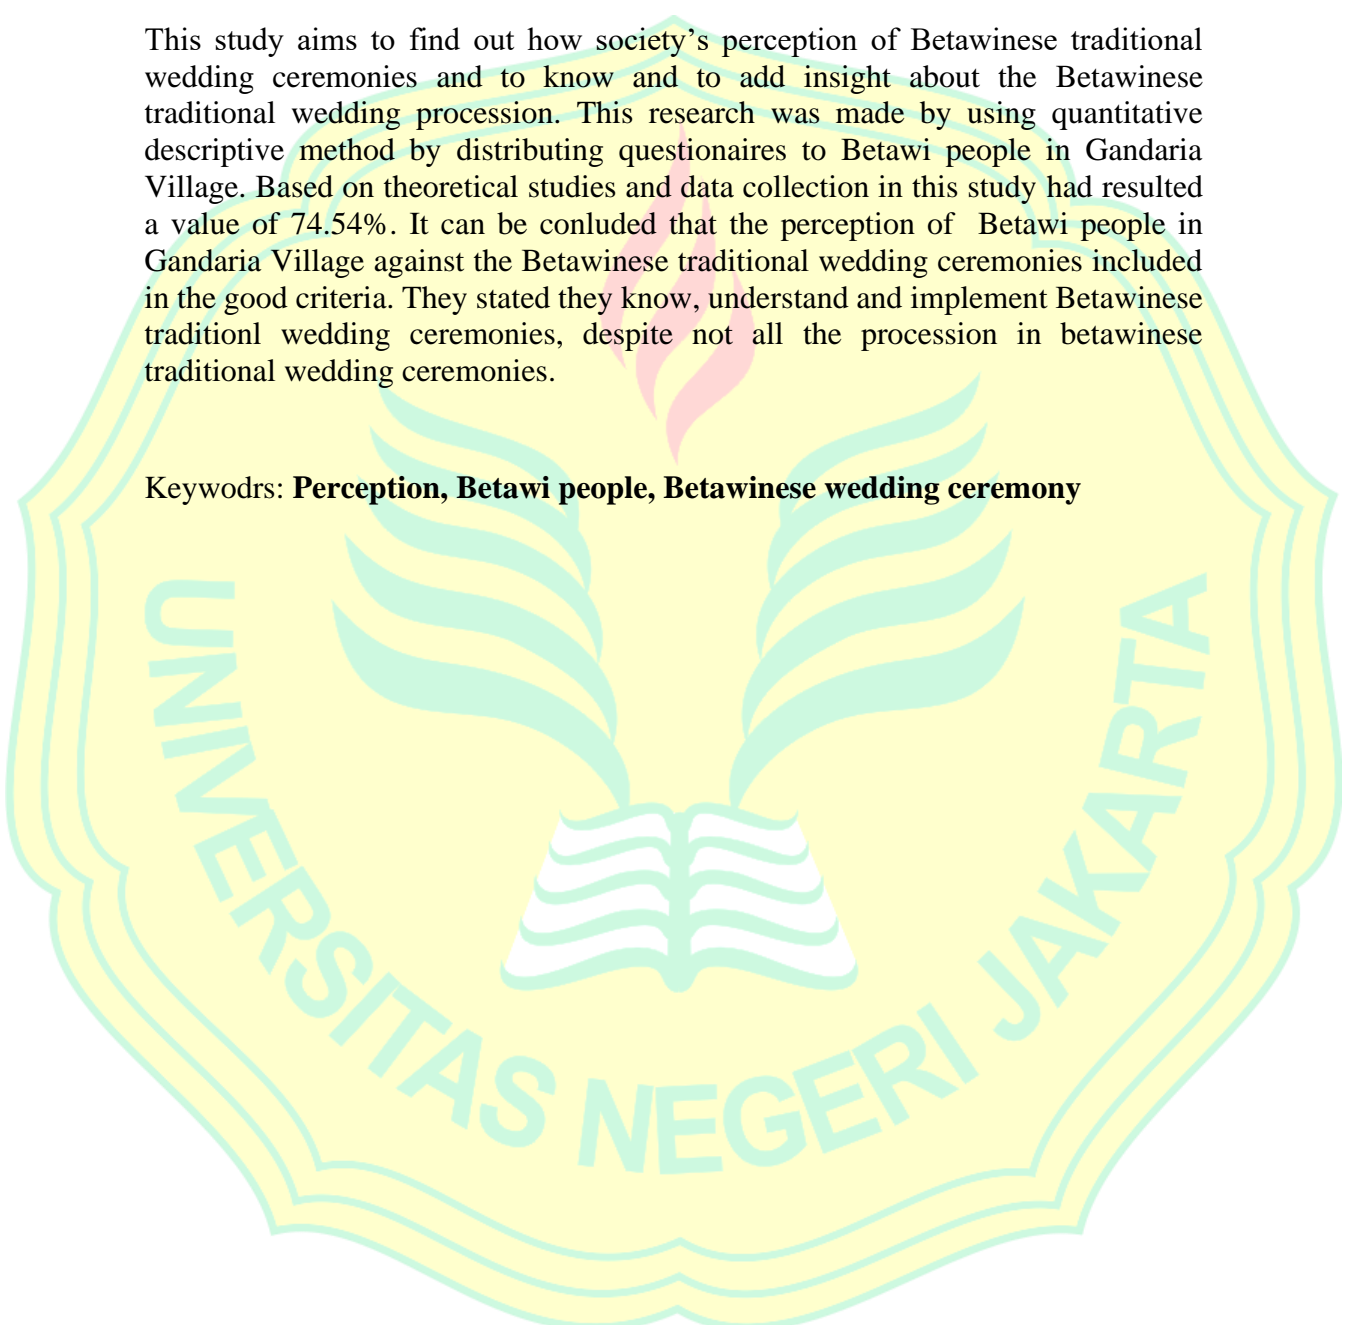 This study aims to find out how society’s perception of Betawinese traditional
wedding ceremonies and to know and to add insight about the Betawinese
traditional wedding procession. This research was made by using quantitative
descriptive method by distributing questionaires to Betawi people in Gandaria
Village. Based on theoretical studies and data collection in this study had resulted
a value of 74.54%. It can be conluded that the perception of  Betawi people in
Gandaria Village against the Betawinese traditional wedding ceremonies included
in the good criteria. They stated they know, understand and implement Betawinese
traditionl wedding ceremonies, despite not all the procession in betawinese
traditional wedding ceremonies.
Keywodrs: Perception, Betawi people, Betawinese wedding ceremony
UNIVERSITAS NEGERI JAKARTA